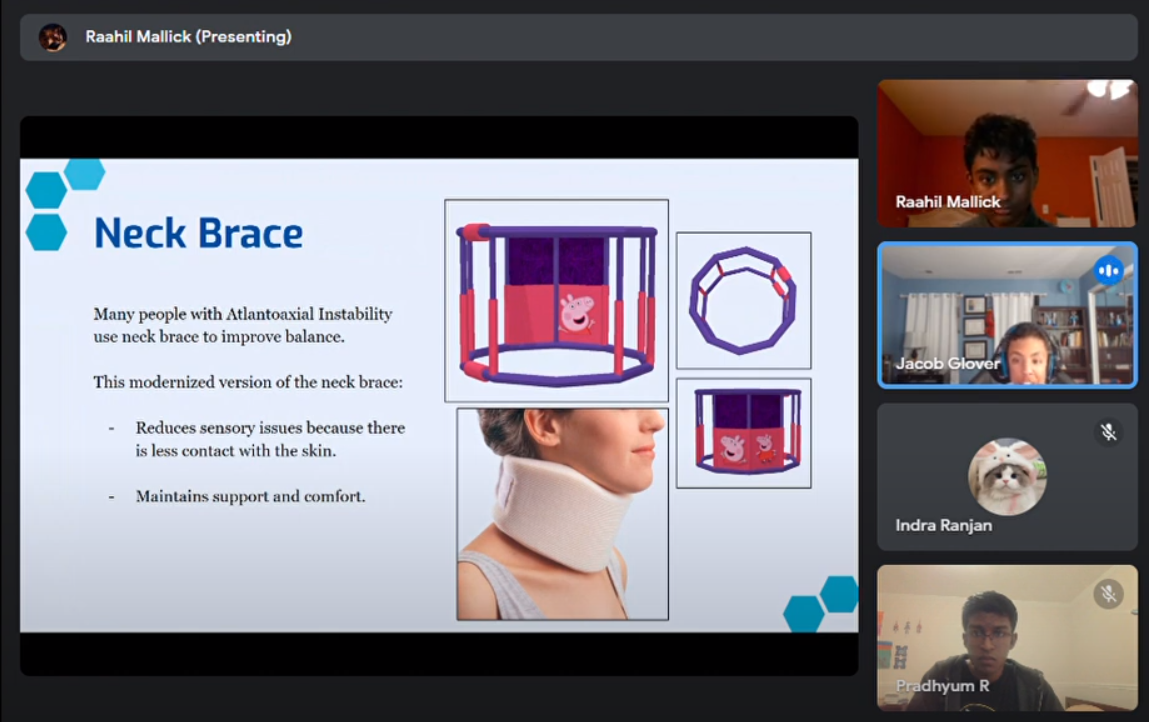 Raahil Mallick (Presenting)
Neck Brace
Many people with Atlantoaxial Instability
use neck brace to improve balance.
This modernized version of the neck brace:
- Reduces sensory issues because there
is less contact with the skin.
- Maintains support and comfort.
Raahil Mallick
Jacob Glover
Indra Ranjan
Pradhyum R